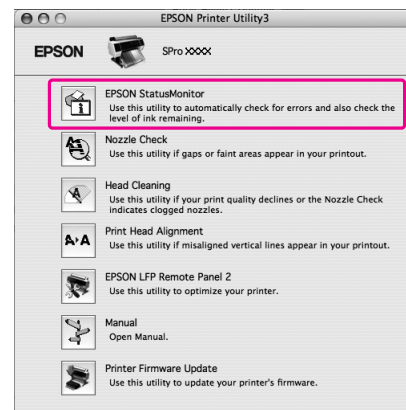 EPSON Printer Utility3
EPSON
SPro XXXX
EPSON StatusMonitor
Use this utility to automatically check for errors and also check the
level of ink remaining.
Nozzle Check
Use this utility if gaps or faint areas appear in your printout.
Head Cleaning
Use this utility if your print quality declines or the Nozzle Check
indicates clogged nozzles.
Print Head Alignment
Use this utility if misaligned vertical lines appear in your printout.
EPSON LFP Remote Panel 2
Use this utility to optimize your printer.
Manual
Open Manual.
Printer Firmware Update
Use this utility to update your printer's firmware.